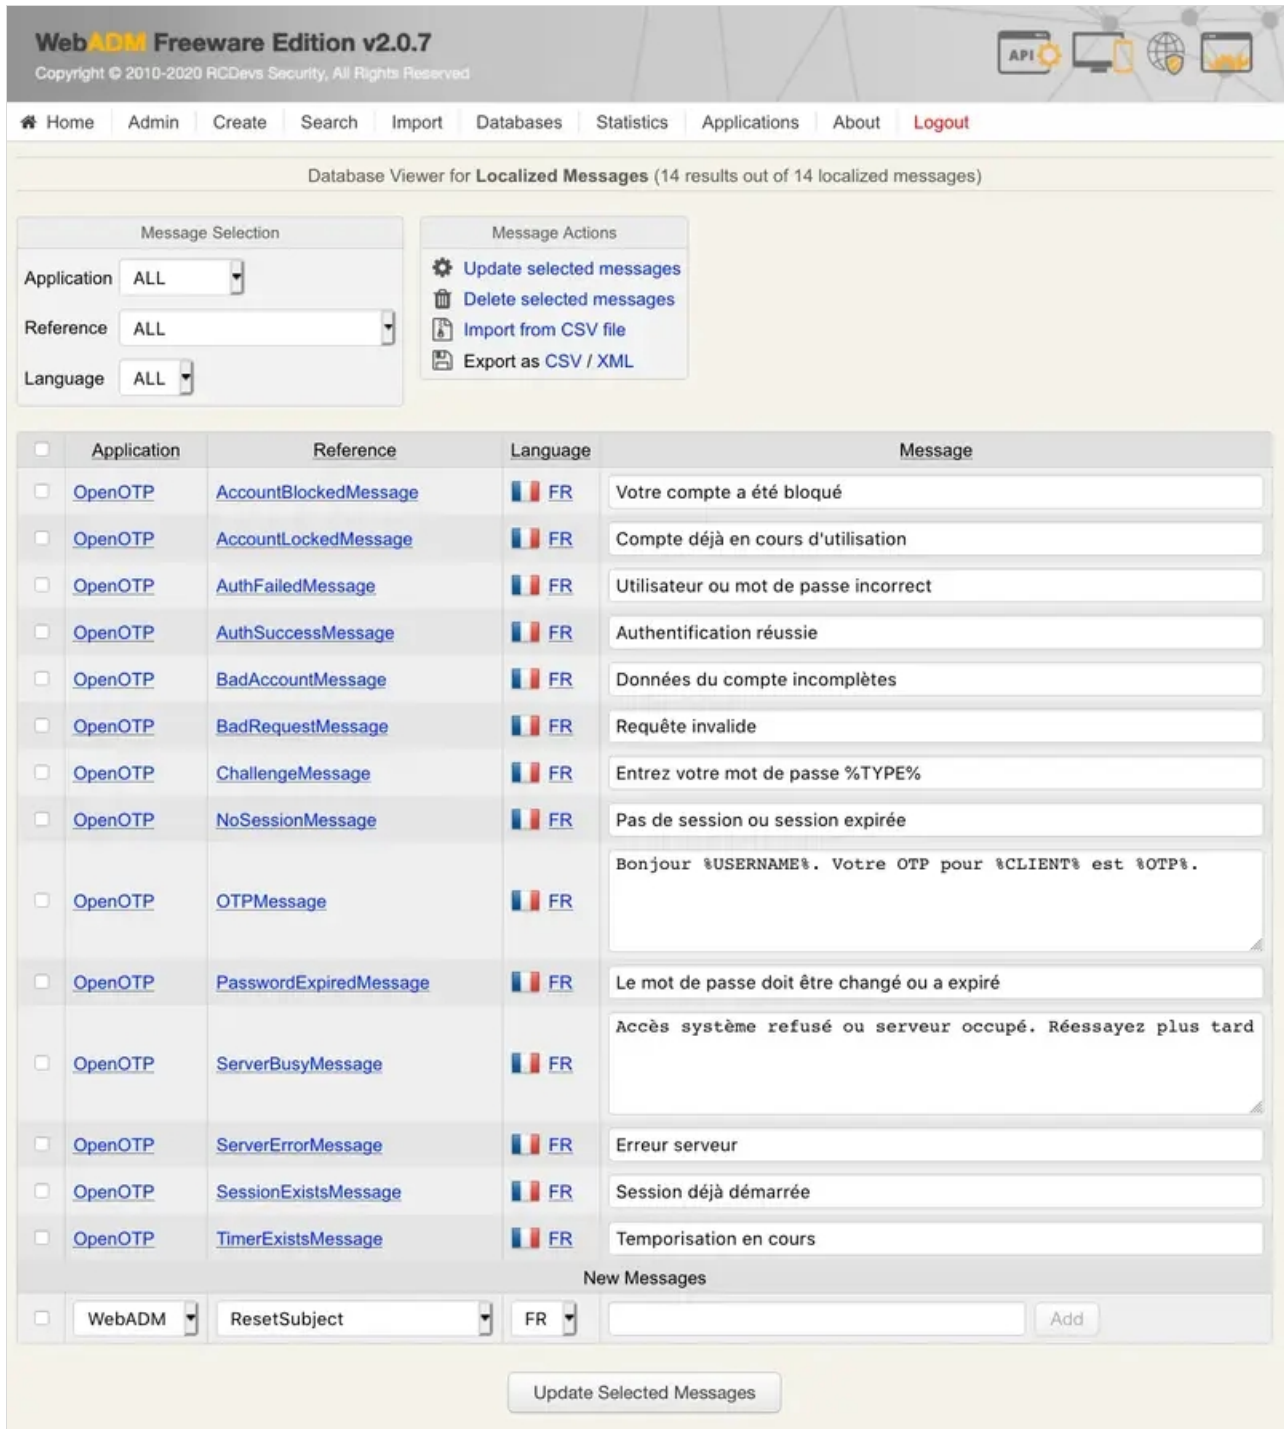 WebADM Freeware Edition v2.0.7
Copyright © 2010-2020 RCDevs Security, All Rights Reserved
API
Home Admin Create Search Import Databases Statistics Applications About Logout
Database Viewer for Localized Messages (14 results out of 14 localized messages)
Message Selection
Application ALL
Reference ALL
Language ALL
Message Actions
Update selected messages
Delete selected messages
Import from CSV file
Export as CSV / XML
Application Reference Language Message
OpenOTP AccountBlockedMessage FR Votre compte a été bloqué
OpenOTP AccountLockedMessage FR Compte déjà en cours d'utilisation
OpenOTP AuthFailedMessage FR Utilisateur ou mot de passe incorrect
OpenOTP AuthSuccessMessage FR Authentification réussie
OpenOTP BadAccountMessage FR Données du compte incomplètes
OpenOTP BadRequestMessage FR Requête invalide
OpenOTP ChallengeMessage FR Entrez votre mot de passe %TYPE%
OpenOTP NoSessionMessage FR Pas de session ou session expirée
OpenOTP OTPMessage FR Bonjour %USERNAME%. Votre OTP pour %CLIENT% est %OTP%.
OpenOTP PasswordExpiredMessage FR Le mot de passe doit être changé ou a expiré
OpenOTP ServerBusyMessage FR Accès système refusé ou serveur occupé. Réessayez plus tard
OpenOTP ServerErrorMessage FR Erreur serveur
OpenOTP SessionExistsMessage FR Session déjà démarrée
OpenOTP TimerExistsMessage FR Temporisation en cours
New Messages
WebADM ResetSubject FR Add
Update Selected Messages